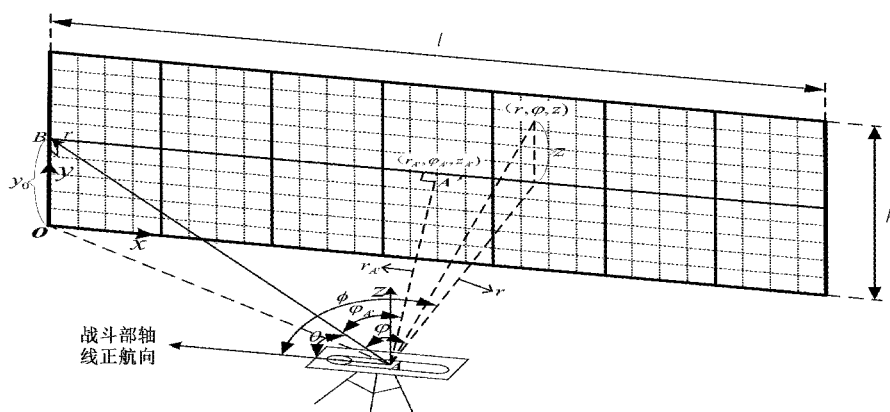 l
(r, φ, z)
B
r
z
(r_A', φ_A', z_A')
A'
y
y₀
h
O
x
r_A'
z
r
ϕ
φ_A'
θ
φ
战斗部轴
线正航向
A